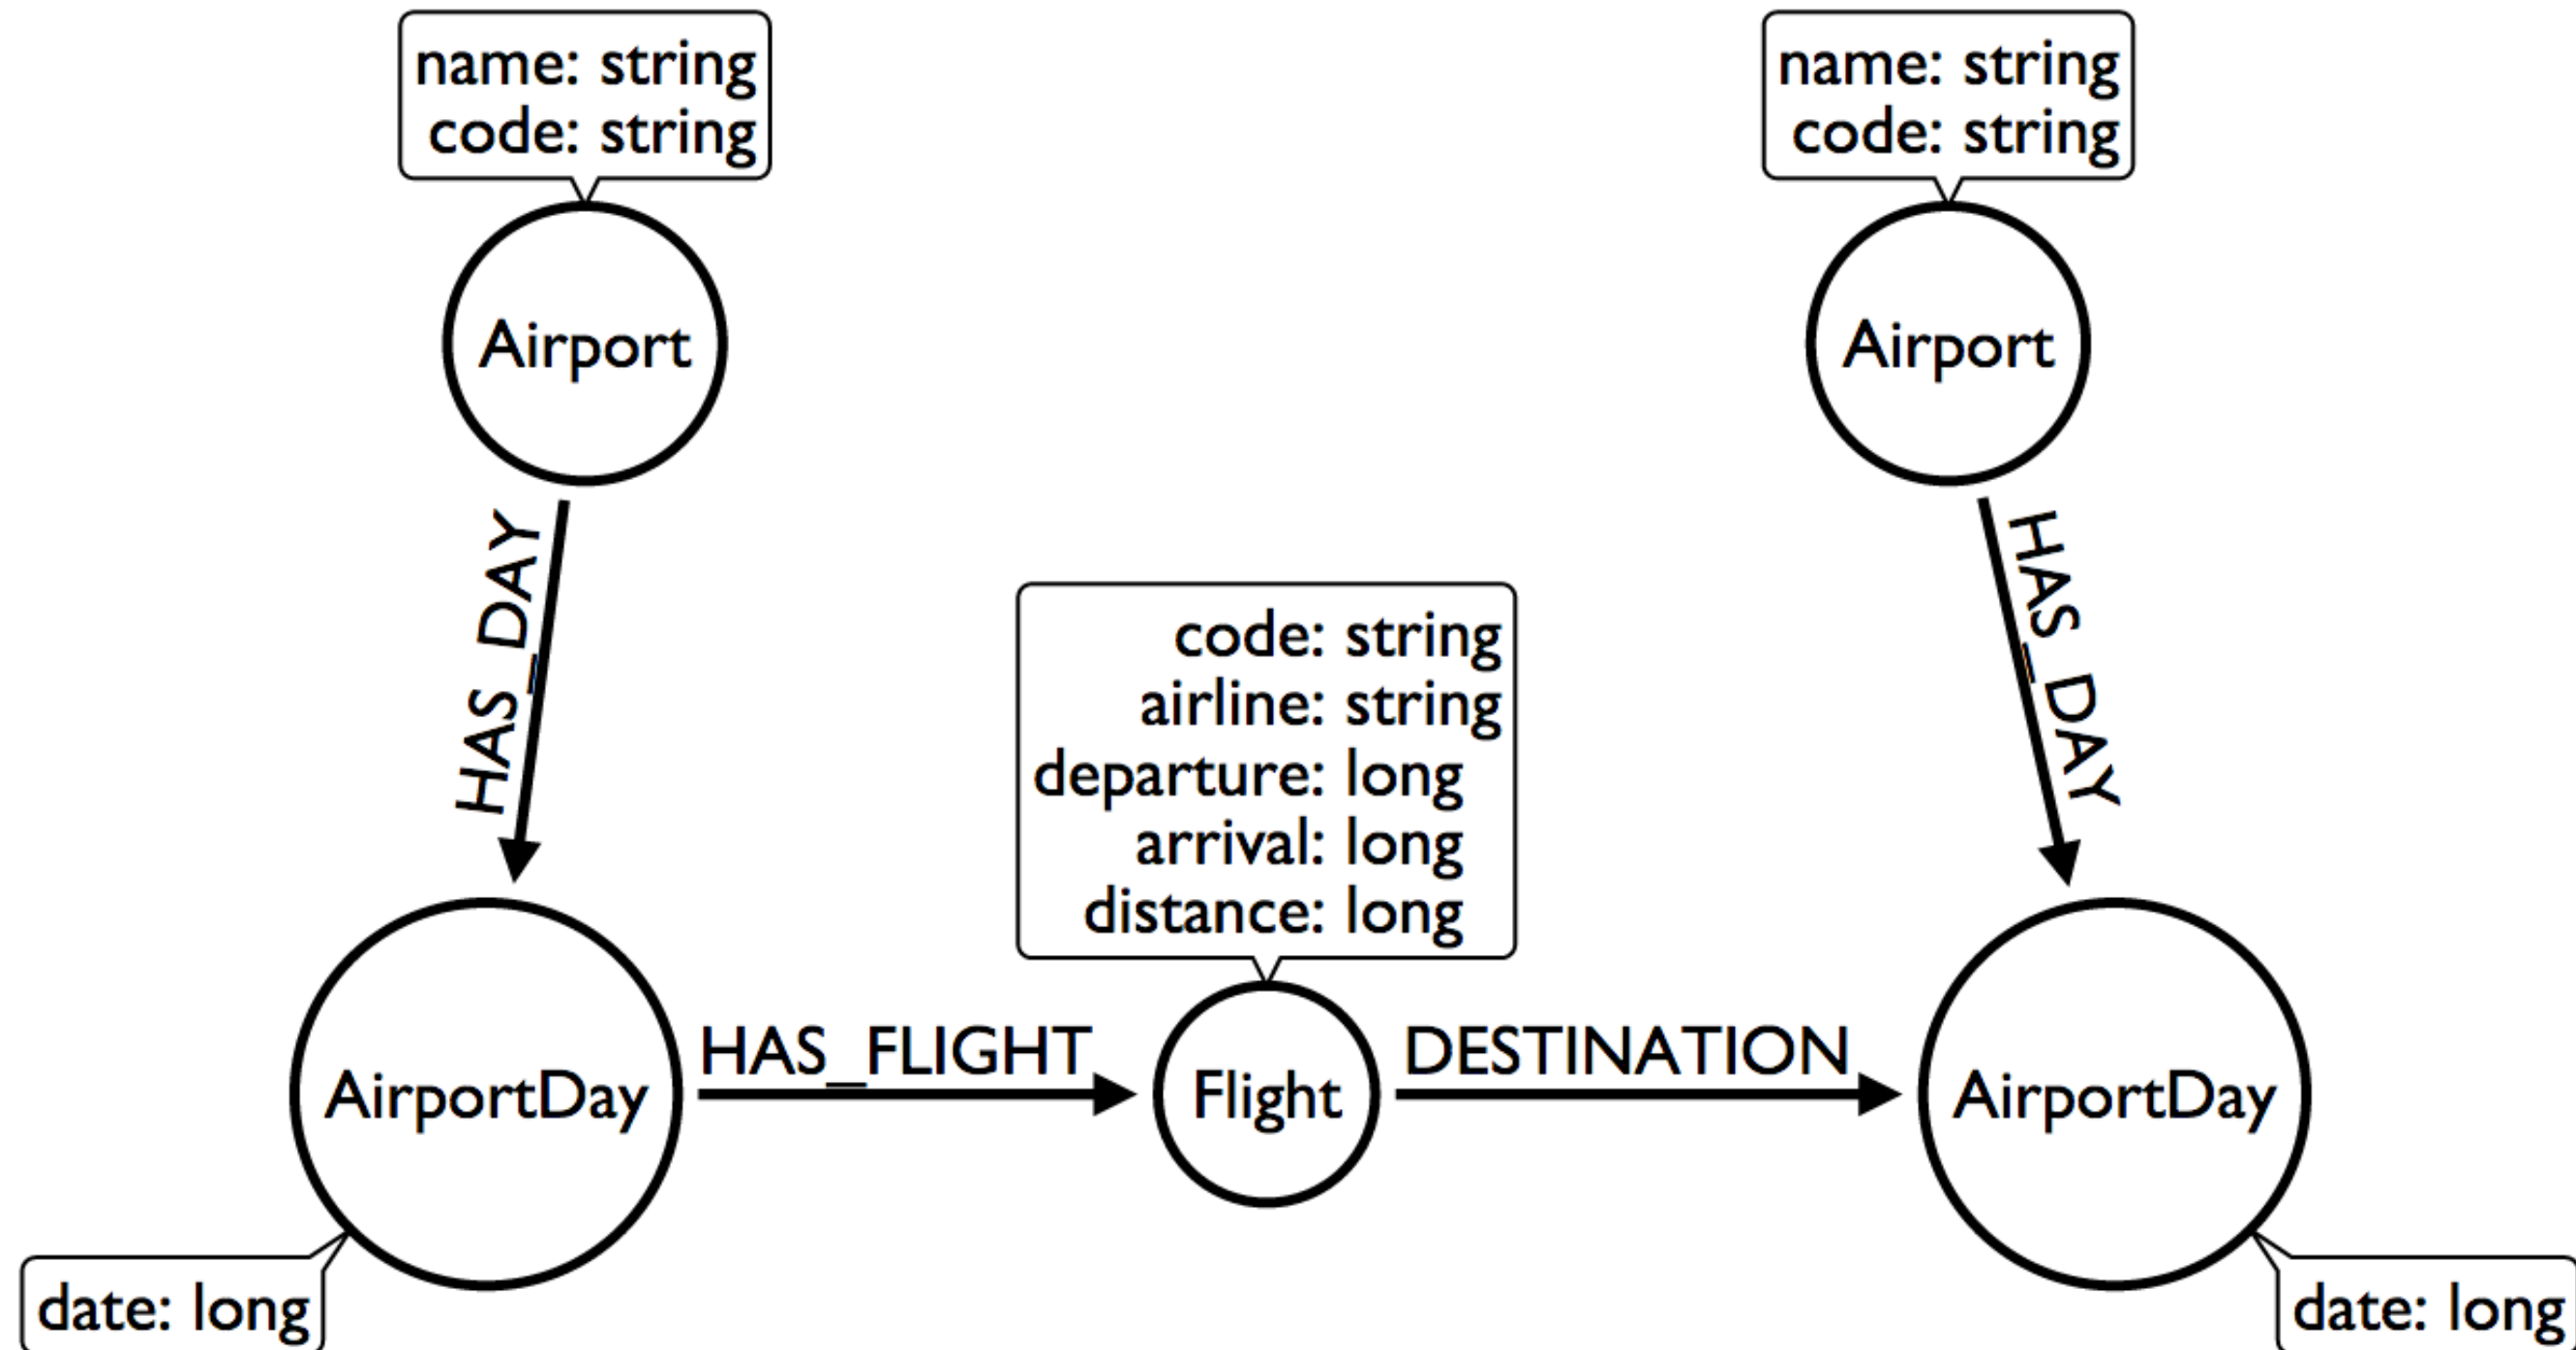 name: string
code: string
name: string
code: string
Airport
Airport
HAS_DAY
HAS_DAY
code: string
airline: string
departure: long
arrival: long
distance: long
AirportDay
HAS_FLIGHT
Flight
DESTINATION
AirportDay
date: long
date: long